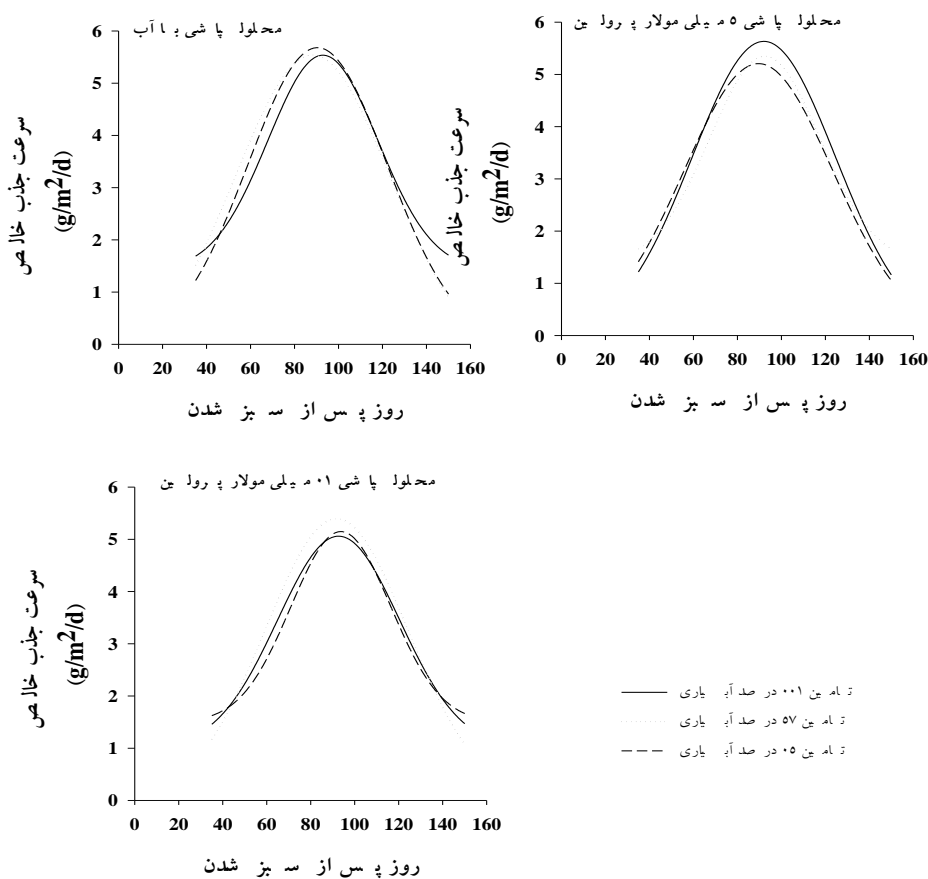 محلول پاشی با آب
6
5
4
3
2
1
0
0 20 40 60 80 100 120 140 160
سرعت جذب خالص
(g/m²/d)
روز پس از سبز شدن
محلول پاشی ۵ میلی مولار پرولین
6
5
4
3
2
1
0
0 20 40 60 80 100 120 140 160
سرعت جذب خالص
(g/m²/d)
روز پس از سبز شدن
محلول پاشی ۰۱ میلی مولار پرولین
6
5
4
3
2
1
0
0 20 40 60 80 100 120 140 160
سرعت جذب خالص
(g/m²/d)
روز پس از سبز شدن
تامین ۰۰۱ درصد آبیاری
تامین ۵۷ درصد آبیاری
تامین ۰۵ درصد آبیاری